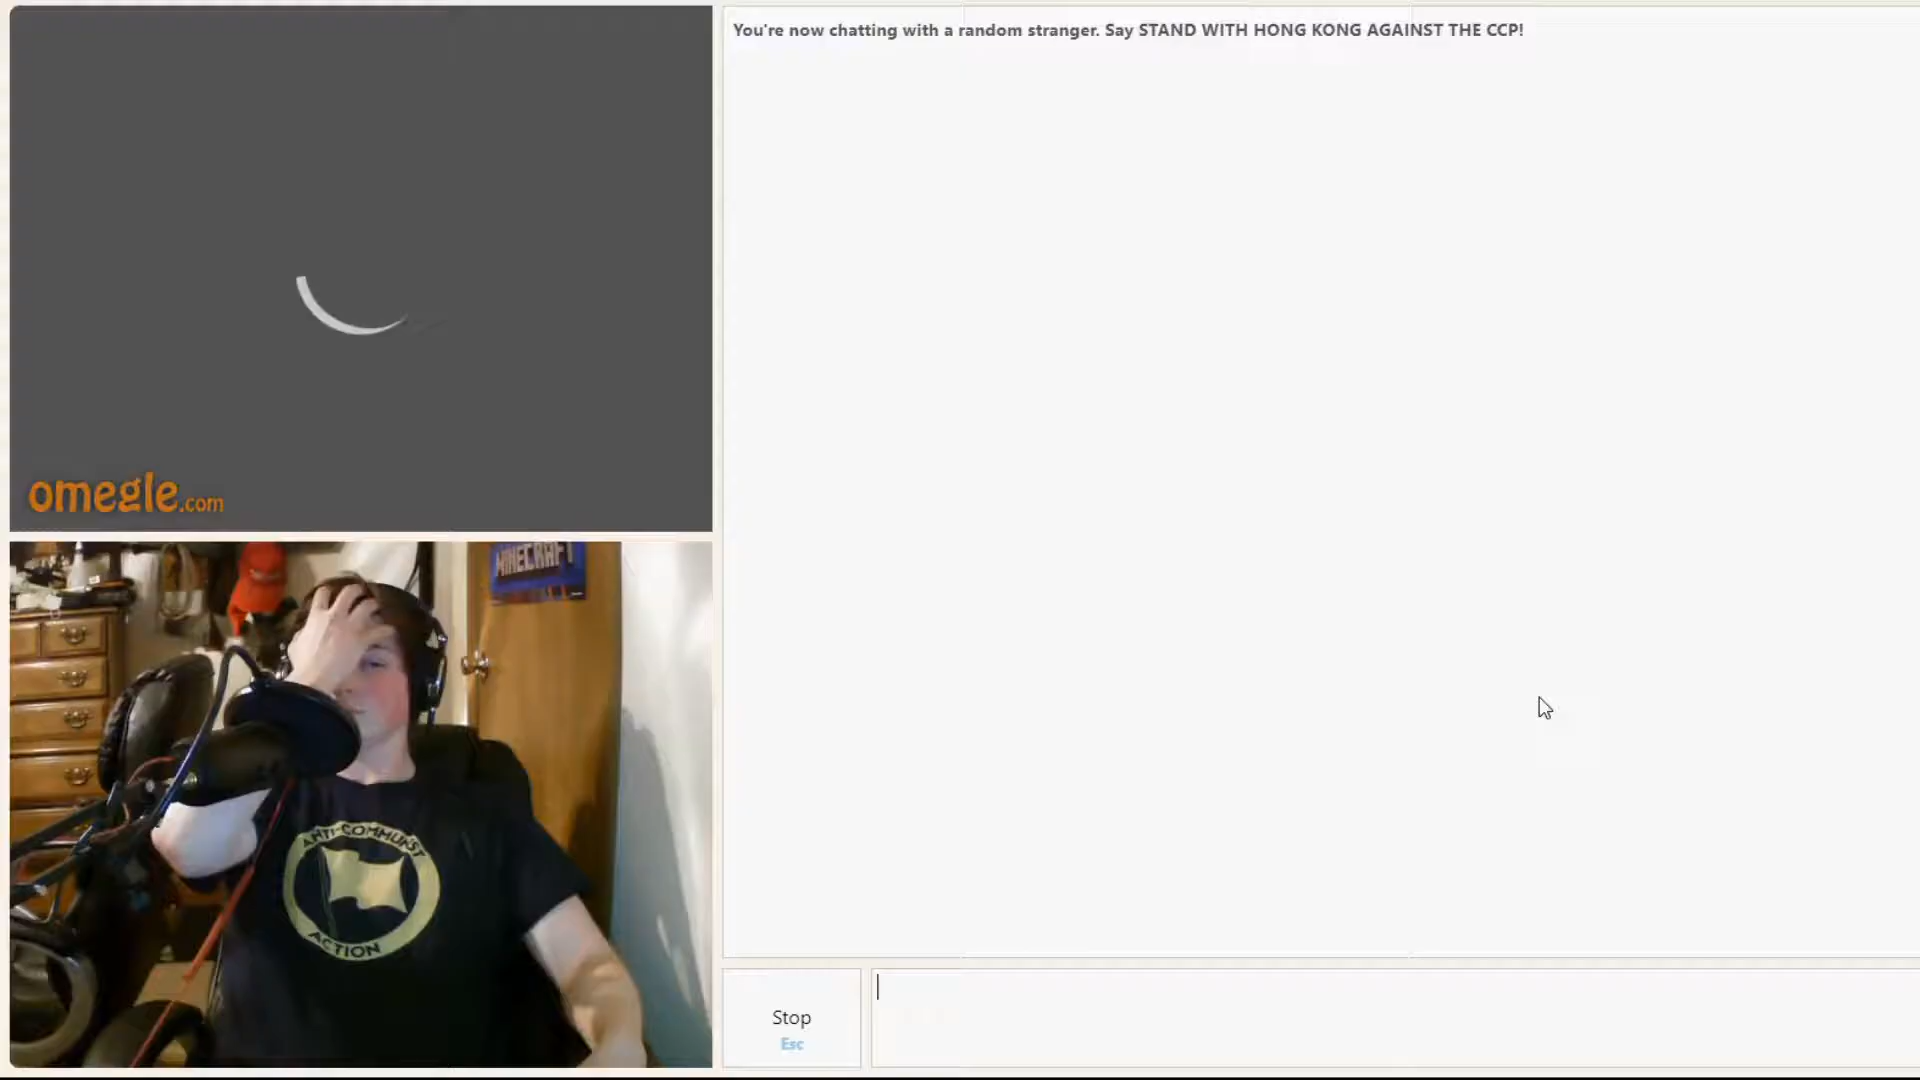 You're now chatting with a random stranger. Say STAND WITH HONG KONG AGAINST THE CCP!
omegle.com
MINECRAFT
ANTI-COMMUNIST
ACTION
Stop
Esc